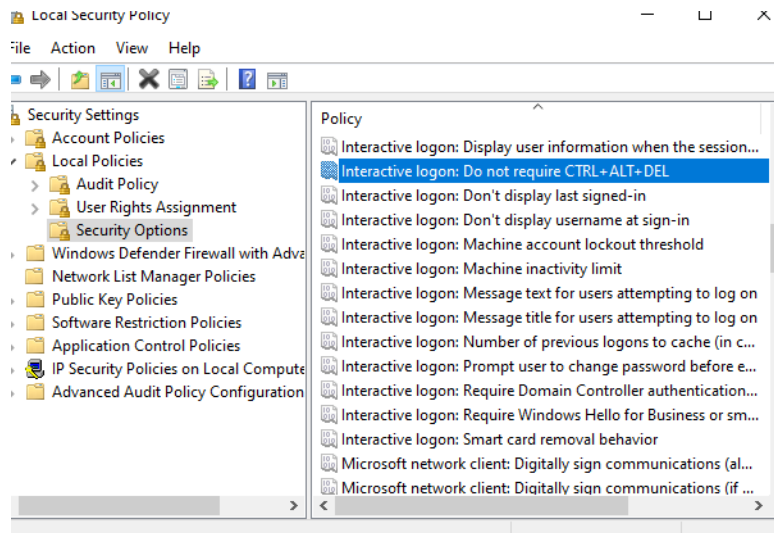 Local Security Policy
File Action View Help
Security Settings
Account Policies
Local Policies
Audit Policy
User Rights Assignment
Security Options
Windows Defender Firewall with Adva
Network List Manager Policies
Public Key Policies
Software Restriction Policies
Application Control Policies
IP Security Policies on Local Compute
Advanced Audit Policy Configuration
Policy
Interactive logon: Display user information when the session...
Interactive logon: Do not require CTRL+ALT+DEL
Interactive logon: Don't display last signed-in
Interactive logon: Don't display username at sign-in
Interactive logon: Machine account lockout threshold
Interactive logon: Machine inactivity limit
Interactive logon: Message text for users attempting to log on
Interactive logon: Message title for users attempting to log on
Interactive logon: Number of previous logons to cache (in c...
Interactive logon: Prompt user to change password before e...
Interactive logon: Require Domain Controller authentication...
Interactive logon: Require Windows Hello for Business or sm...
Interactive logon: Smart card removal behavior
Microsoft network client: Digitally sign communications (al...
Microsoft network client: Digitally sign communications (if ...